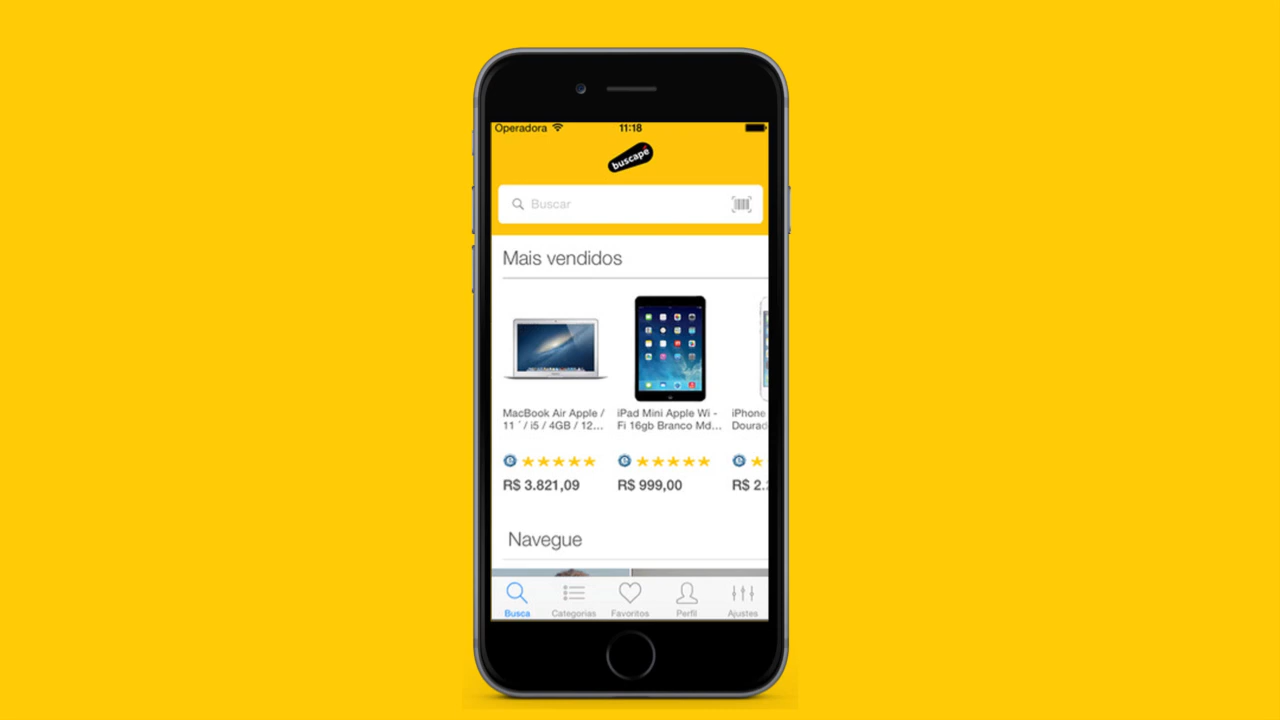 Operadora
11:18
buscapé
Buscar
Mais vendidos
MacBook Air Apple /
11 ´ / i5 / 4GB / 12...
iPad Mini Apple Wi -
Fi 16gb Branco Md...
iPhone
Dourad
R$ 3.821,09
R$ 999,00
R$ 2.
Navegue
Busca
Categorias
Favoritos
Perfil
Ajustes